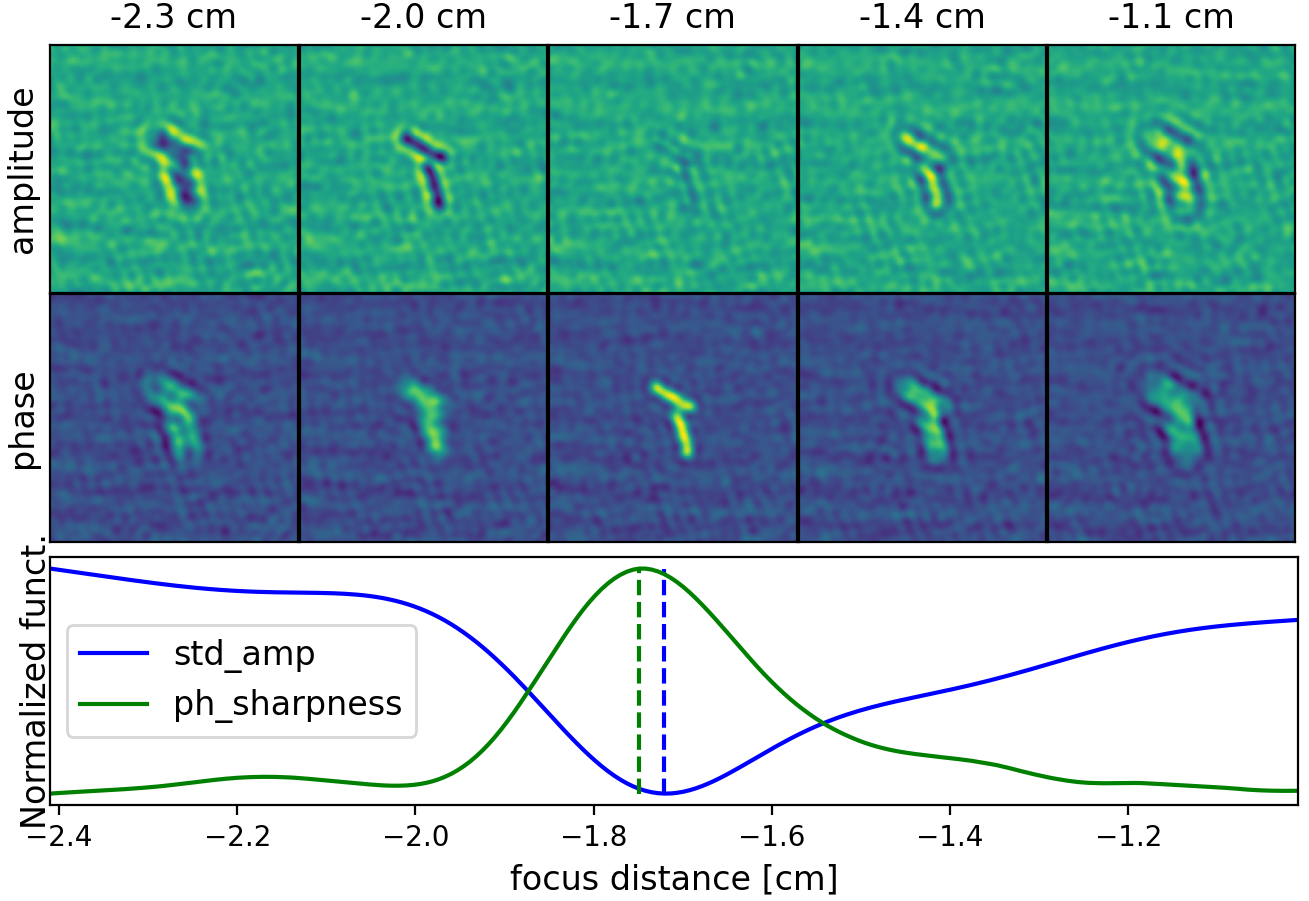 -2.3 cm -2.0 cm -1.7 cm -1.4 cm -1.1 cm
amplitude
phase
Normalized funct.
std_amp
ph_sharpness
−2.4 −2.2 −2.0 −1.8 −1.6 −1.4 −1.2
focus distance [cm]